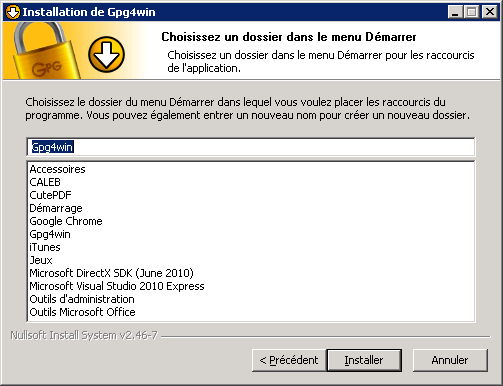 Installation de Gpg4win
GPG
Choisissez un dossier dans le menu Démarrer
Choisissez un dossier dans le menu Démarrer pour les raccourcis
de l'application.
Choisissez le dossier du menu Démarrer dans lequel vous voulez placer les raccourcis du
programme. Vous pouvez également entrer un nouveau nom pour créer un nouveau dossier.
Gpg4win
Accessoires
CALEB
CutePDF
Démarrage
Google Chrome
Gpg4win
iTunes
Jeux
Microsoft DirectX SDK (June 2010)
Microsoft Visual Studio 2010 Express
Outils d'administration
Outils Microsoft Office
Nullsoft Install System v2.46-7
< Précédent
Installer
Annuler